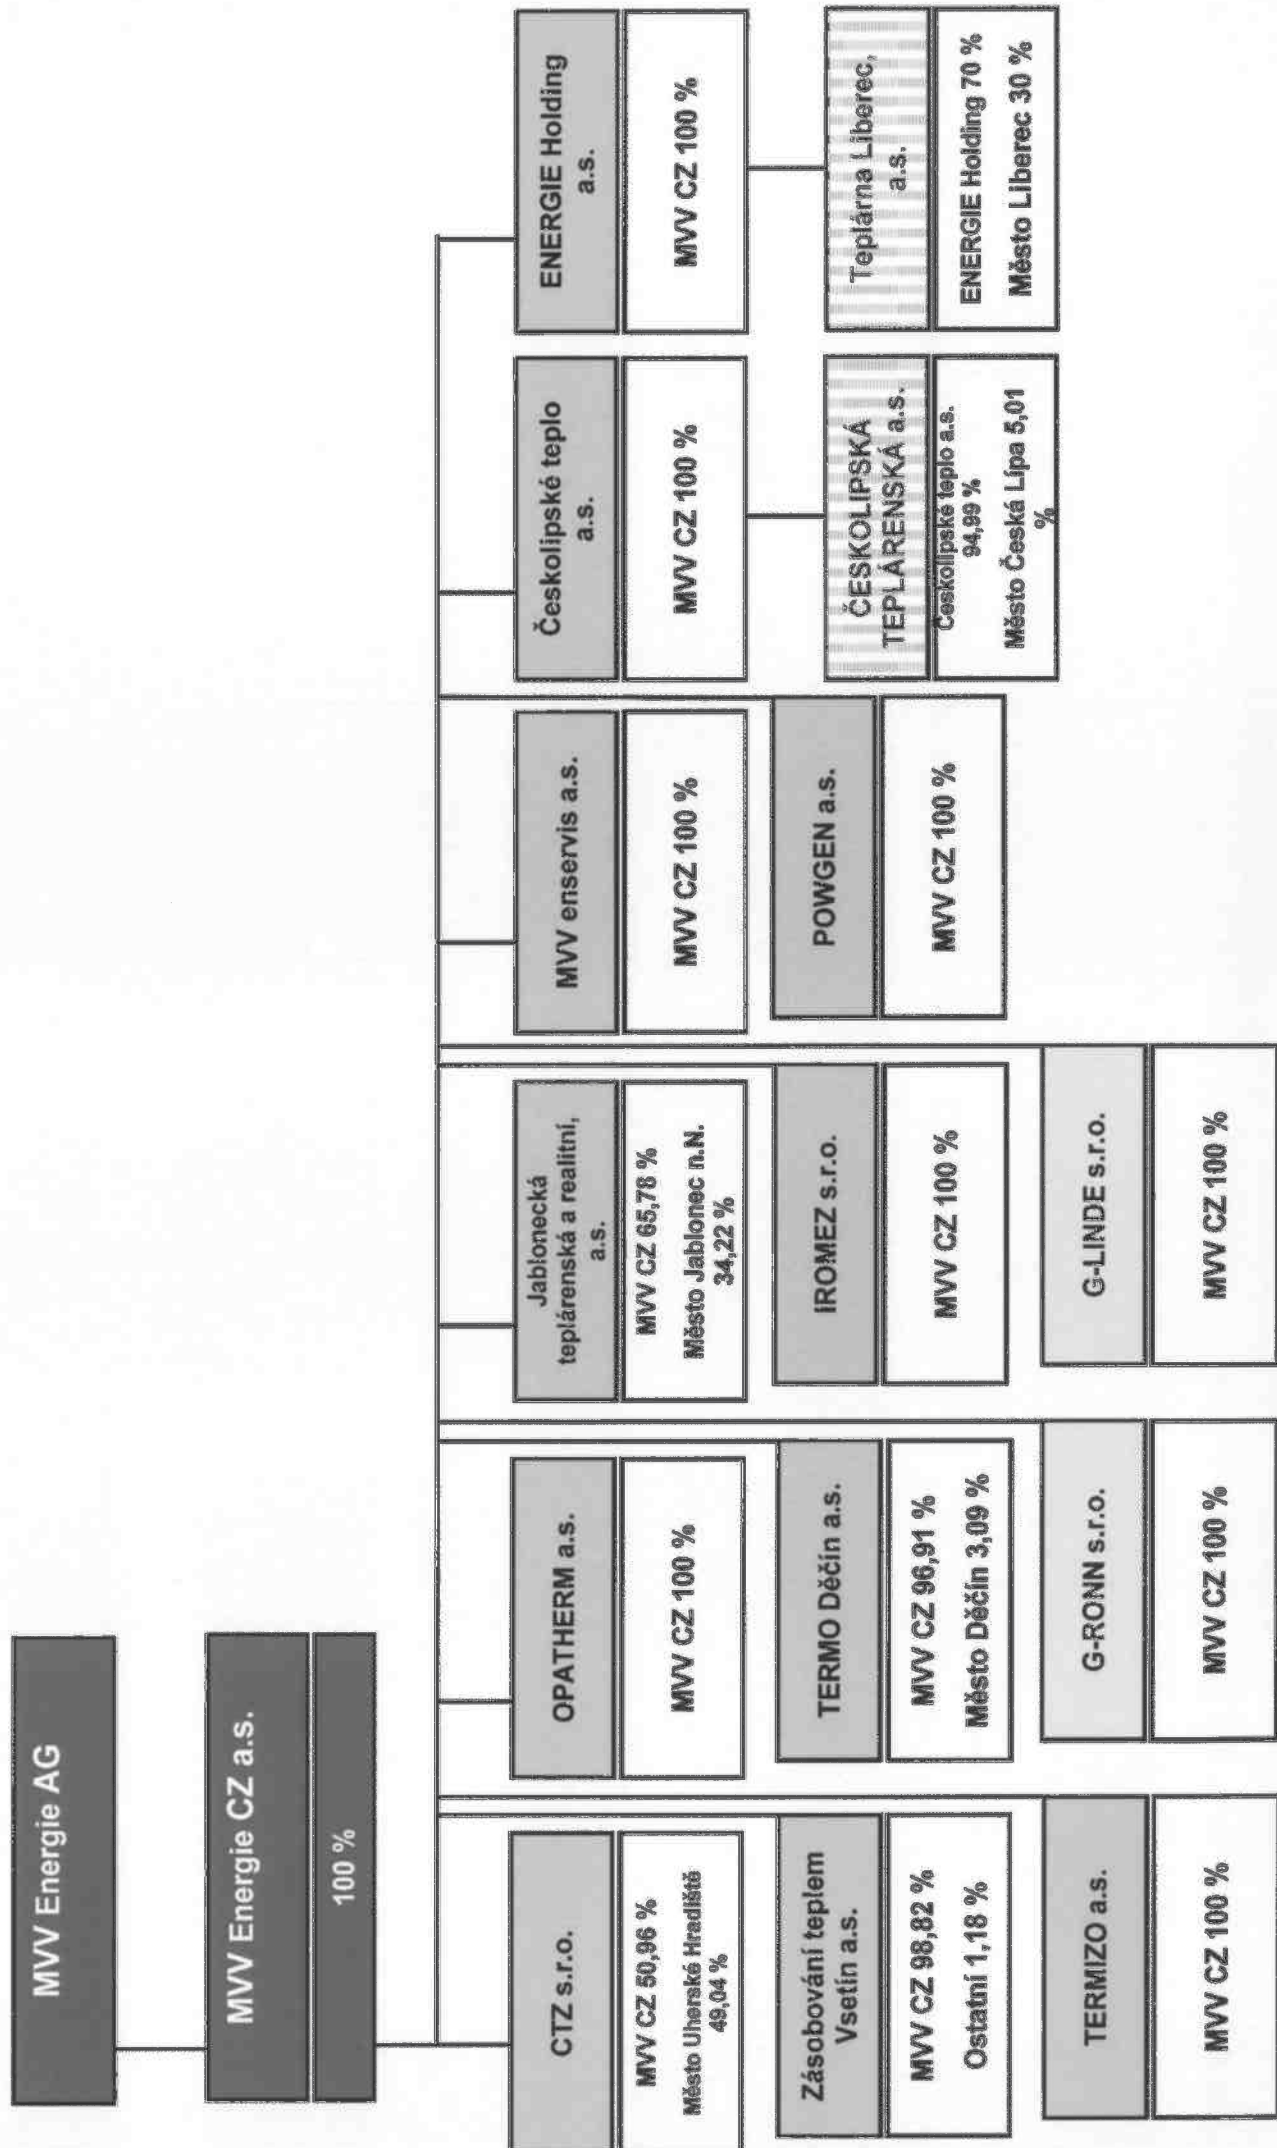 MVV Energie AG
MVV Energie CZ a.s.
100 %
CTZ s.r.o.
MVV CZ 50,96 %
Město Uherské Hradiště
49,04 %
OPATHERM a.s.
MVV CZ 100 %
Jablonecká
teplárenská a realitní,
a.s.
MVV CZ 65,78 %
Město Jablonec n.N.
34,22 %
MVV enservis a.s.
MVV CZ 100 %
Českolipské teplo
a.s.
MVV CZ 100 %
ENERGIE Holding
a.s.
MVV CZ 100 %
Zásobování teplem
Vsetín a.s.
MVV CZ 98,82 %
Ostatní 1,18 %
TERMO Děčín a.s.
MVV CZ 96,91 %
Město Děčín 3,09 %
IROMEZ s.r.o.
MVV CZ 100 %
POWGEN a.s.
MVV CZ 100 %
ČESKOLIPSKÁ
TEPLÁRENSKÁ a.s.
Českolipské teplo a.s.
94,99 %
Město Česká Lípa 5,01
%
Teplárna Liberec,
a.s.
ENERGIE Holding 70 %
Město Liberec 30 %
TERMIZO a.s.
MVV CZ 100 %
G-RONN s.r.o.
MVV CZ 100 %
G-LINDE s.r.o.
MVV CZ 100 %